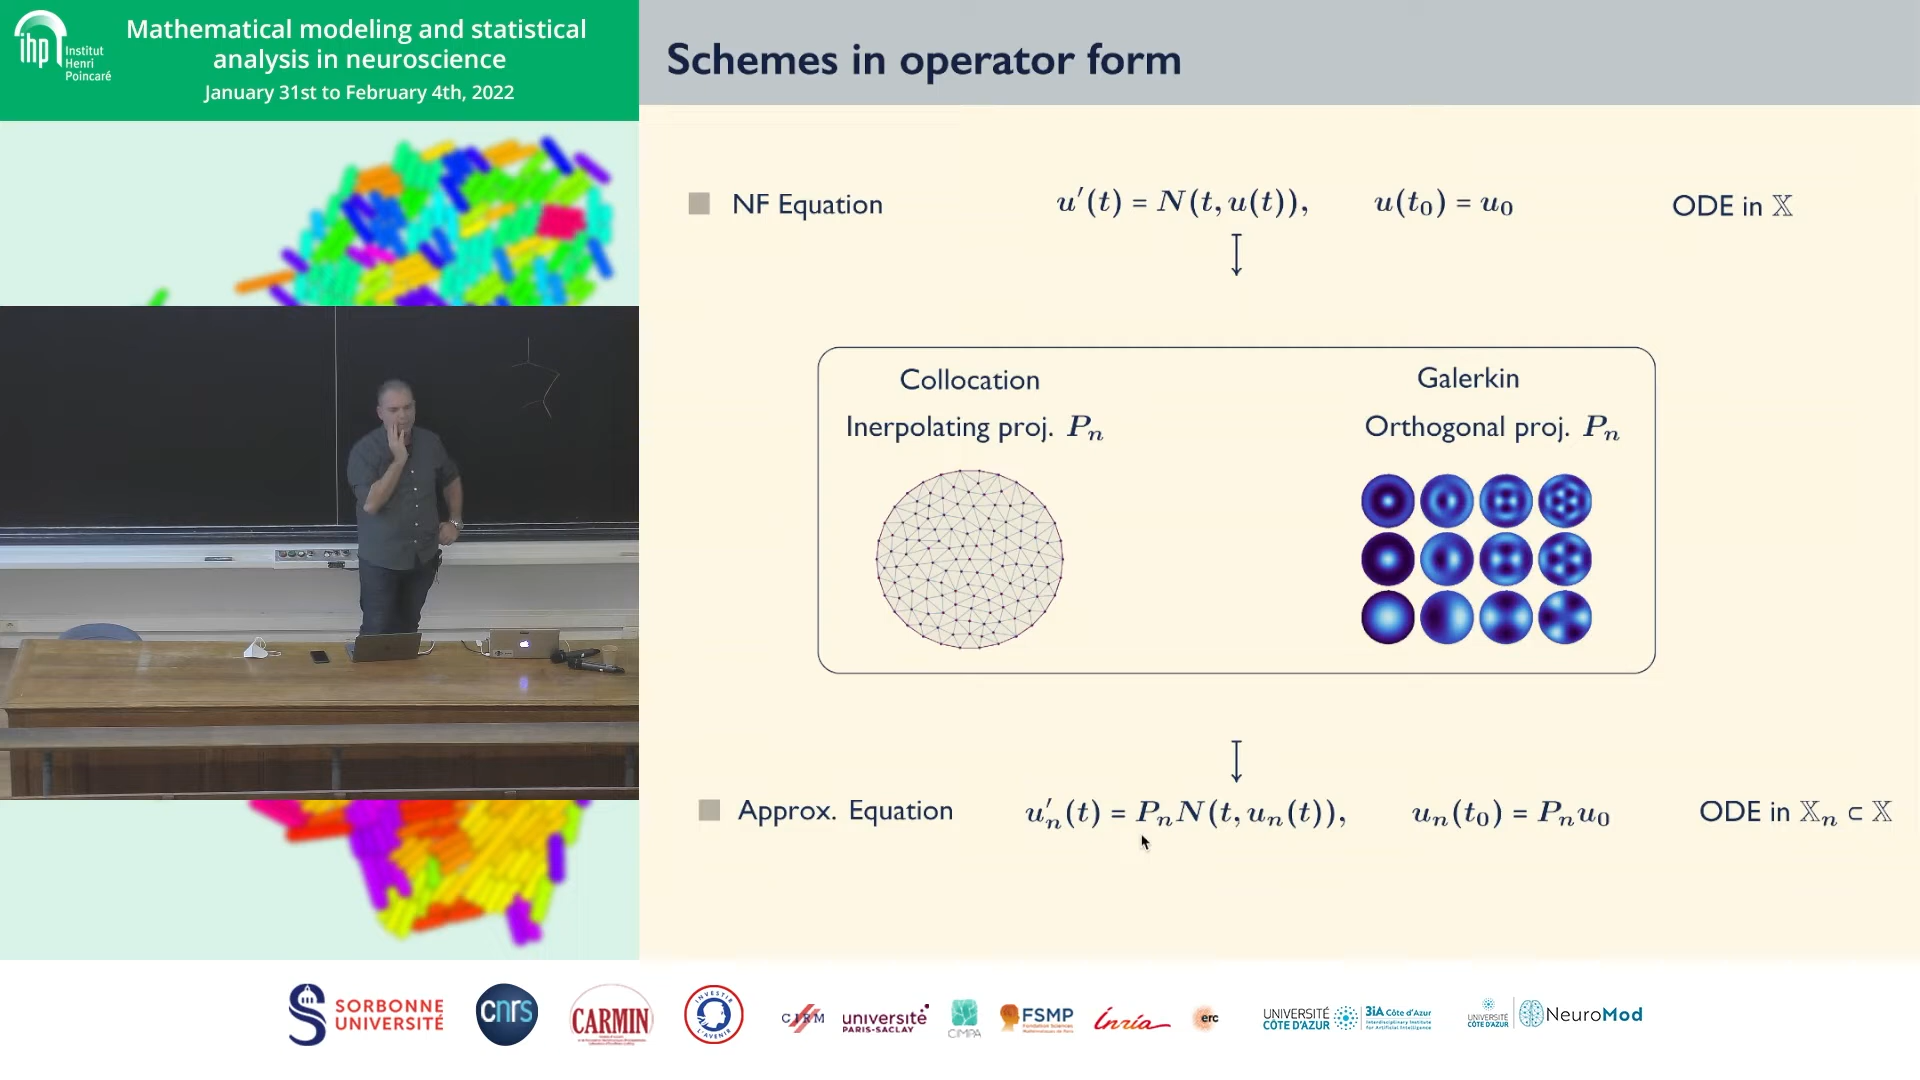 ihp Institut
Henri
Poincaré
Mathematical modeling and statistical
analysis in neuroscience
January 31st to February 4th, 2022
Schemes in operator form
NF Equation u′(t) = N(t, u(t)), u(t₀) = u₀ ODE in 𝕏
Collocation
Inerpolating proj. Pₙ
Galerkin
Orthogonal proj. Pₙ
Approx. Equation u′ₙ(t) = PₙN(t, uₙ(t)), uₙ(t₀) = Pₙu₀ ODE in 𝕏ₙ ⊂ 𝕏
SORBONNE
UNIVERSITÉ
cnrs
CARMIN
INVESTIR
L'AVENIR
CIRM
université
PARIS-SACLAY
CIMPA
FSMP
Fondation Sciences
Mathématiques de Paris
Inria
erc
UNIVERSITÉ
CÔTE D'AZUR
3iA Côte d'Azur
Interdisciplinary Institute
for Artificial Intelligence
UNIVERSITÉ
CÔTE D'AZUR
NeuroMod